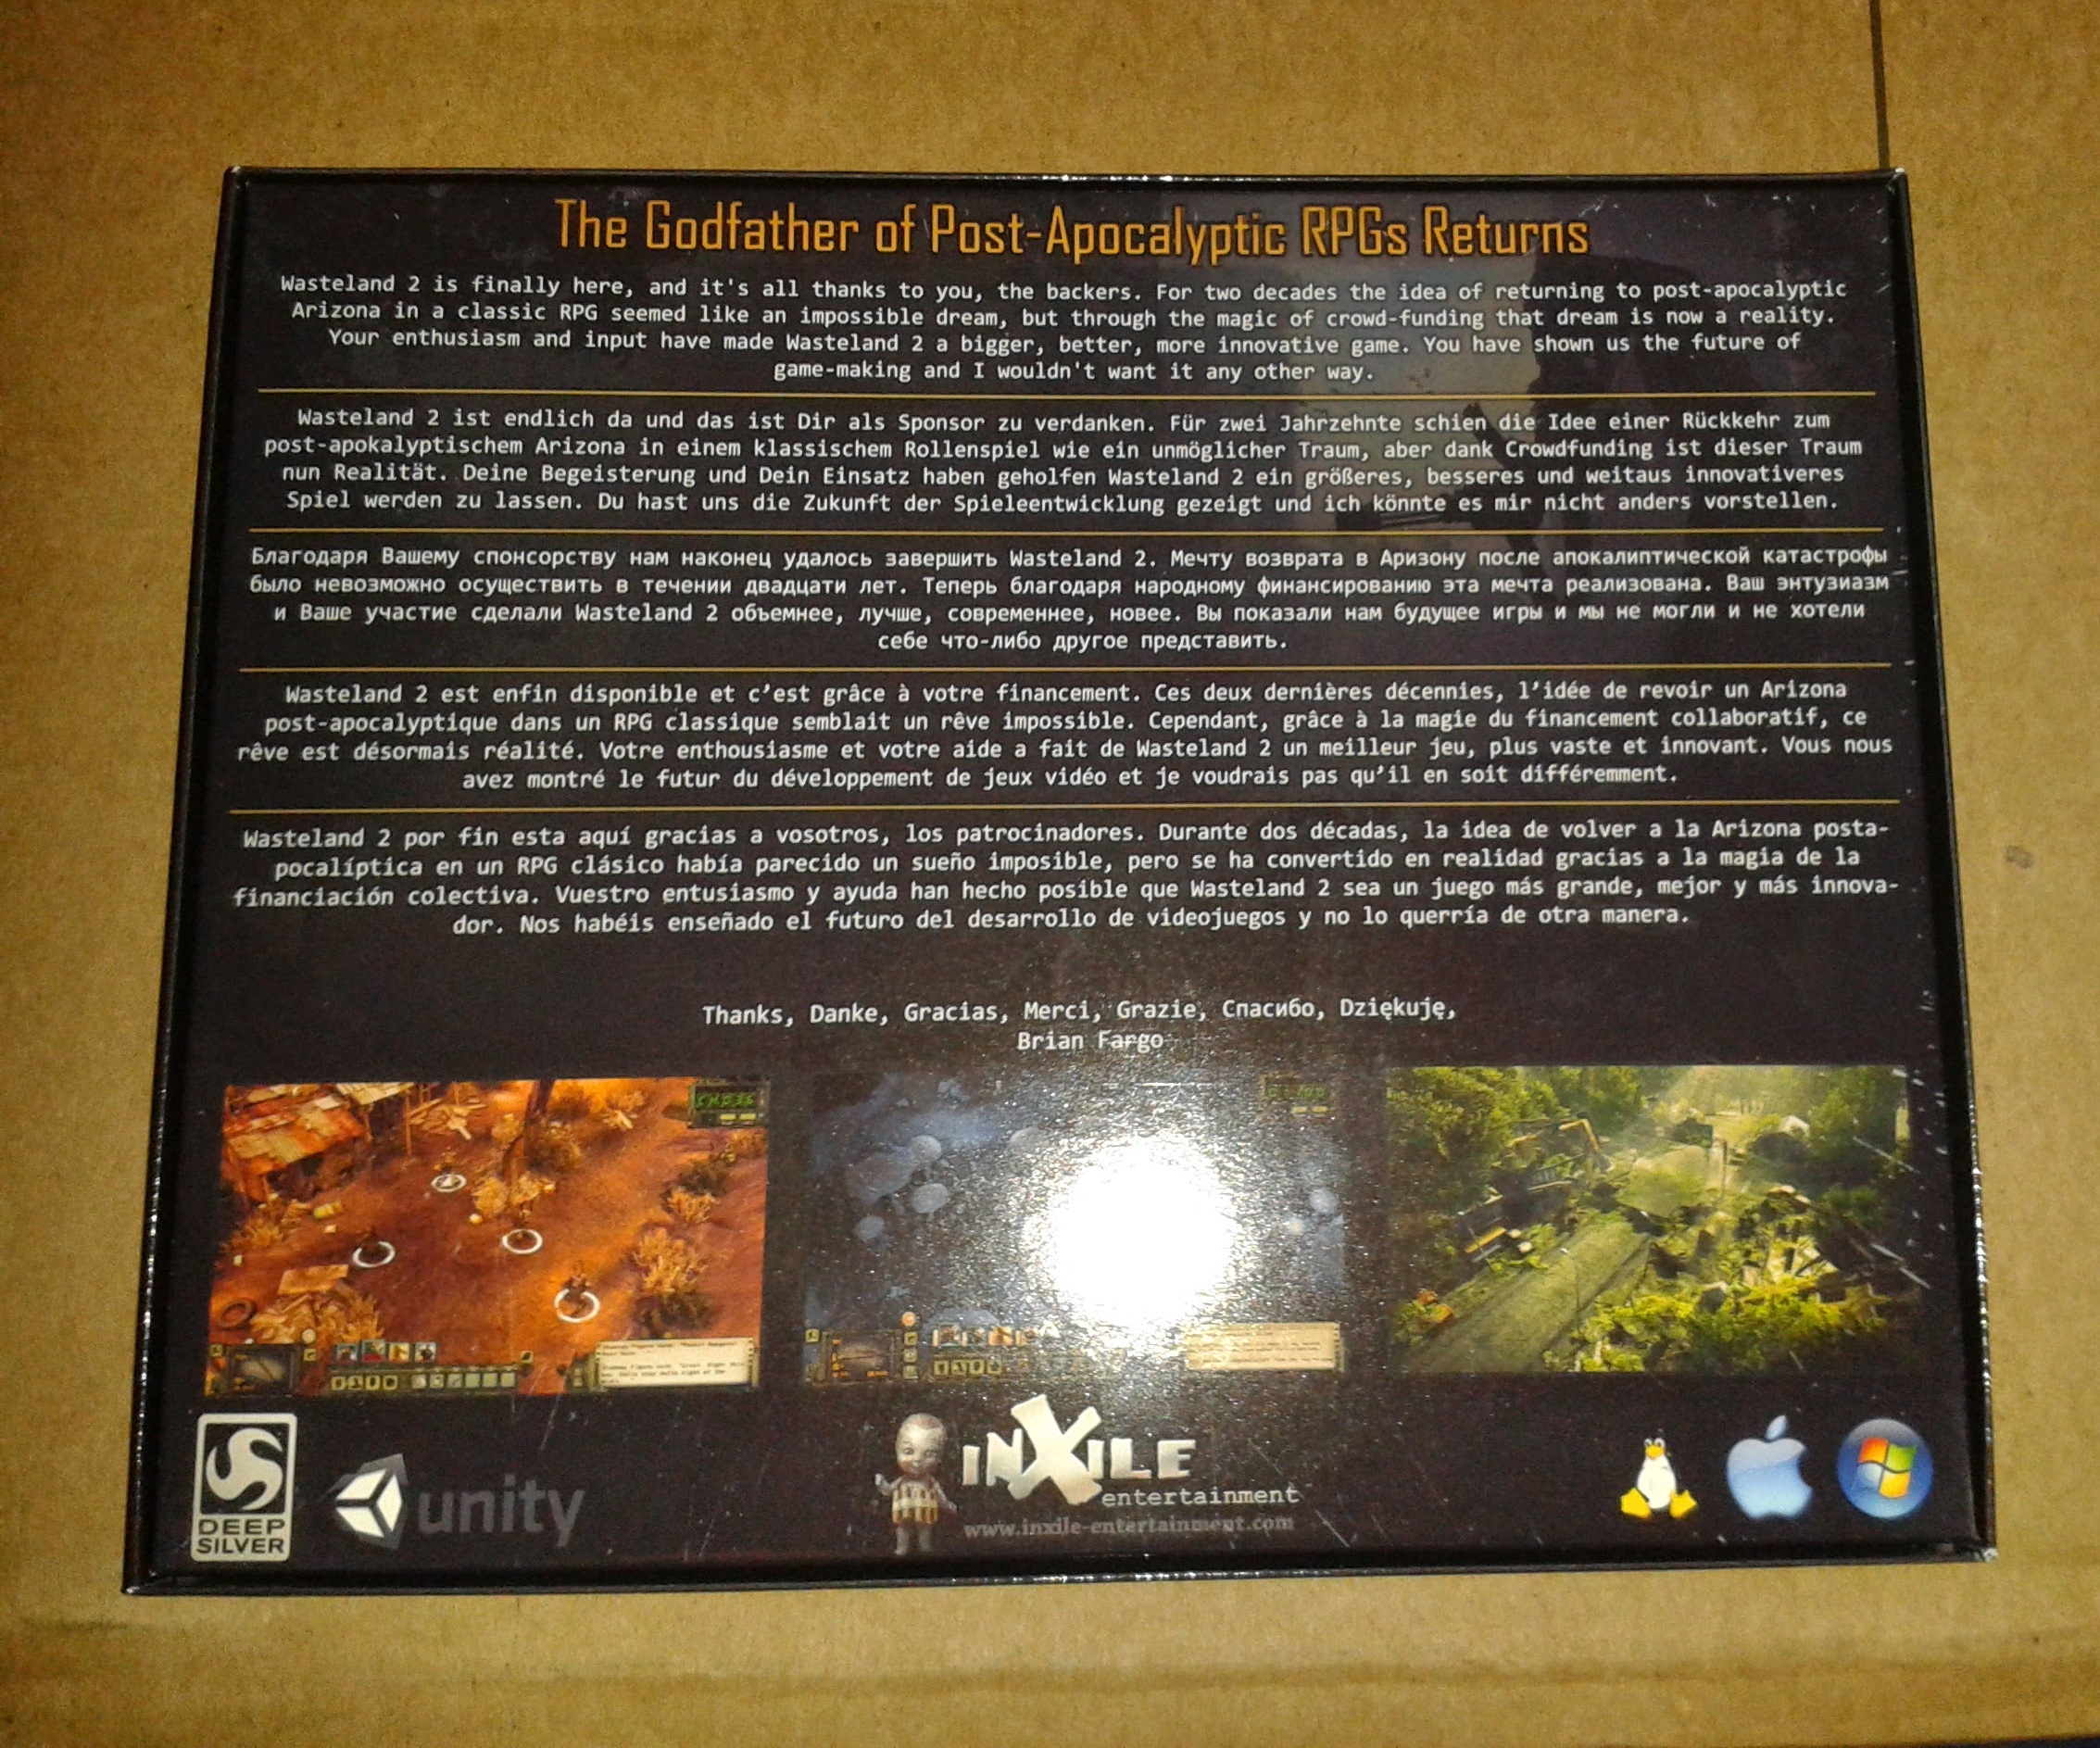 The Godfather of Post-Apocalyptic RPGs Returns
Wasteland 2 is finally here, and it's all thanks to you, the backers. For two decades the idea of returning to post-apocalyptic
Arizona in a classic RPG seemed like an impossible dream, but through the magic of crowd-funding that dream is now a reality.
Your enthusiasm and input have made Wasteland 2 a bigger, better, more innovative game. You have shown us the future of
game-making and I wouldn't want it any other way.
Wasteland 2 ist endlich da und das ist Dir als Sponsor zu verdanken. Für zwei Jahrzehnte schien die Idee einer Rückkehr zum
post-apokalyptischem Arizona in einem klassischem Rollenspiel wie ein unmöglicher Traum, aber dank Crowdfunding ist dieser Traum
nun Realität. Deine Begeisterung und Dein Einsatz haben geholfen Wasteland 2 ein größeres, besseres und weitaus innovativeres
Spiel werden zu lassen. Du hast uns die Zukunft der Spieleentwicklung gezeigt und ich könnte es mir nicht anders vorstellen.
Благодаря Вашему спонсорству нам наконец удалось завершить Wasteland 2. Мечту возврата в Аризону после апокалиптической катастрофы
было невозможно осуществить в течении двадцати лет. Теперь благодаря народному финансированию эта мечта реализована. Ваш энтузиазм
и Ваше участие сделали Wasteland 2 объемнее, лучше, современнее, новее. Вы показали нам будущее игры и мы не могли и не хотели
себе что-либо другое представить.
Wasteland 2 est enfin disponible et c’est grâce à votre financement. Ces deux dernières décennies, l’idée de revoir un Arizona
post-apocalyptique dans un RPG classique semblait un rêve impossible. Cependant, grâce à la magie du financement collaboratif, ce
rêve est désormais réalité. Votre enthousiasme et votre aide a fait de Wasteland 2 un meilleur jeu, plus vaste et innovant. Vous nous
avez montré le futur du développement de jeux vidéo et je voudrais pas qu’il en soit différemment.
Wasteland 2 por fin esta aquí gracias a vosotros, los patrocinadores. Durante dos décadas, la idea de volver a la Arizona posta-
pocalíptica en un RPG clásico había parecido un sueño imposible, pero se ha convertido en realidad gracias a la magia de la
financiación colectiva. Vuestro entusiasmo y ayuda han hecho posible que Wasteland 2 sea un juego más grande, mejor y más innova-
dor. Nos habéis enseñado el futuro del desarrollo de videojuegos y no lo querría de otra manera.
Thanks, Danke, Gracias, Merci, Grazie, Спасибо, Dziękuję,
Brian Fargo
DEEP
SILVER
unity
INXILE
entertainment
www.inxile-entertainment.com